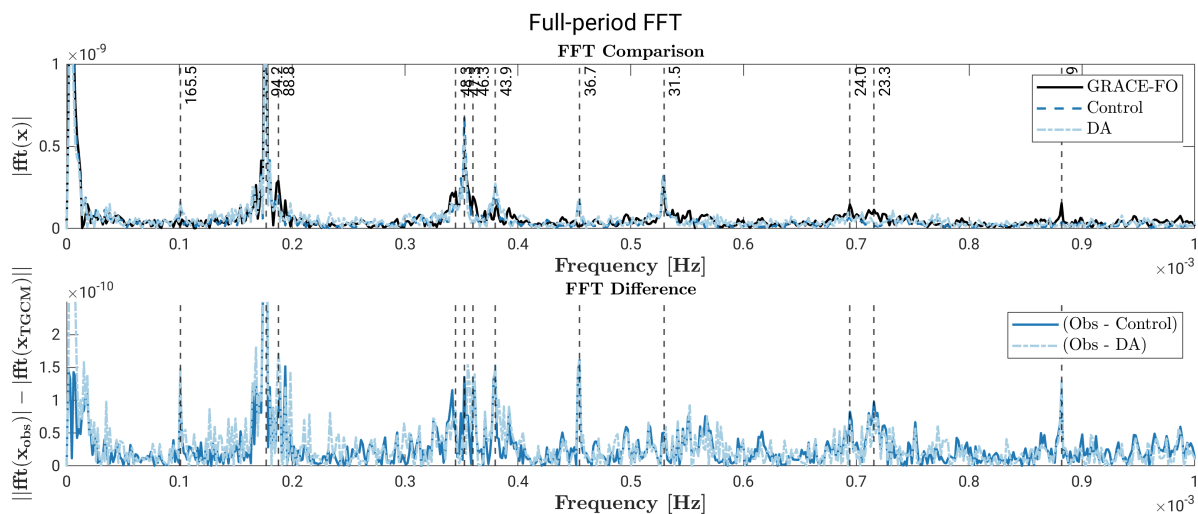 Full-period FFT
FFT Comparison
×10⁻⁹
|fft(x)|
1
0.5
0
165.5
94.2
88.8
48.3
46.3
43.9
36.7
31.5
24.0
23.3
GRACE-FO
Control
DA
0 0.1 0.2 0.3 0.4 0.5 0.6 0.7 0.8 0.9 1
Frequency [Hz]
×10⁻³
FFT Difference
×10⁻¹⁰
||fft(x_obs)| − |fft(x_TGCM)||
2
1.5
1
0.5
0
(Obs - Control)
(Obs - DA)
0 0.1 0.2 0.3 0.4 0.5 0.6 0.7 0.8 0.9 1
Frequency [Hz]
×10⁻³